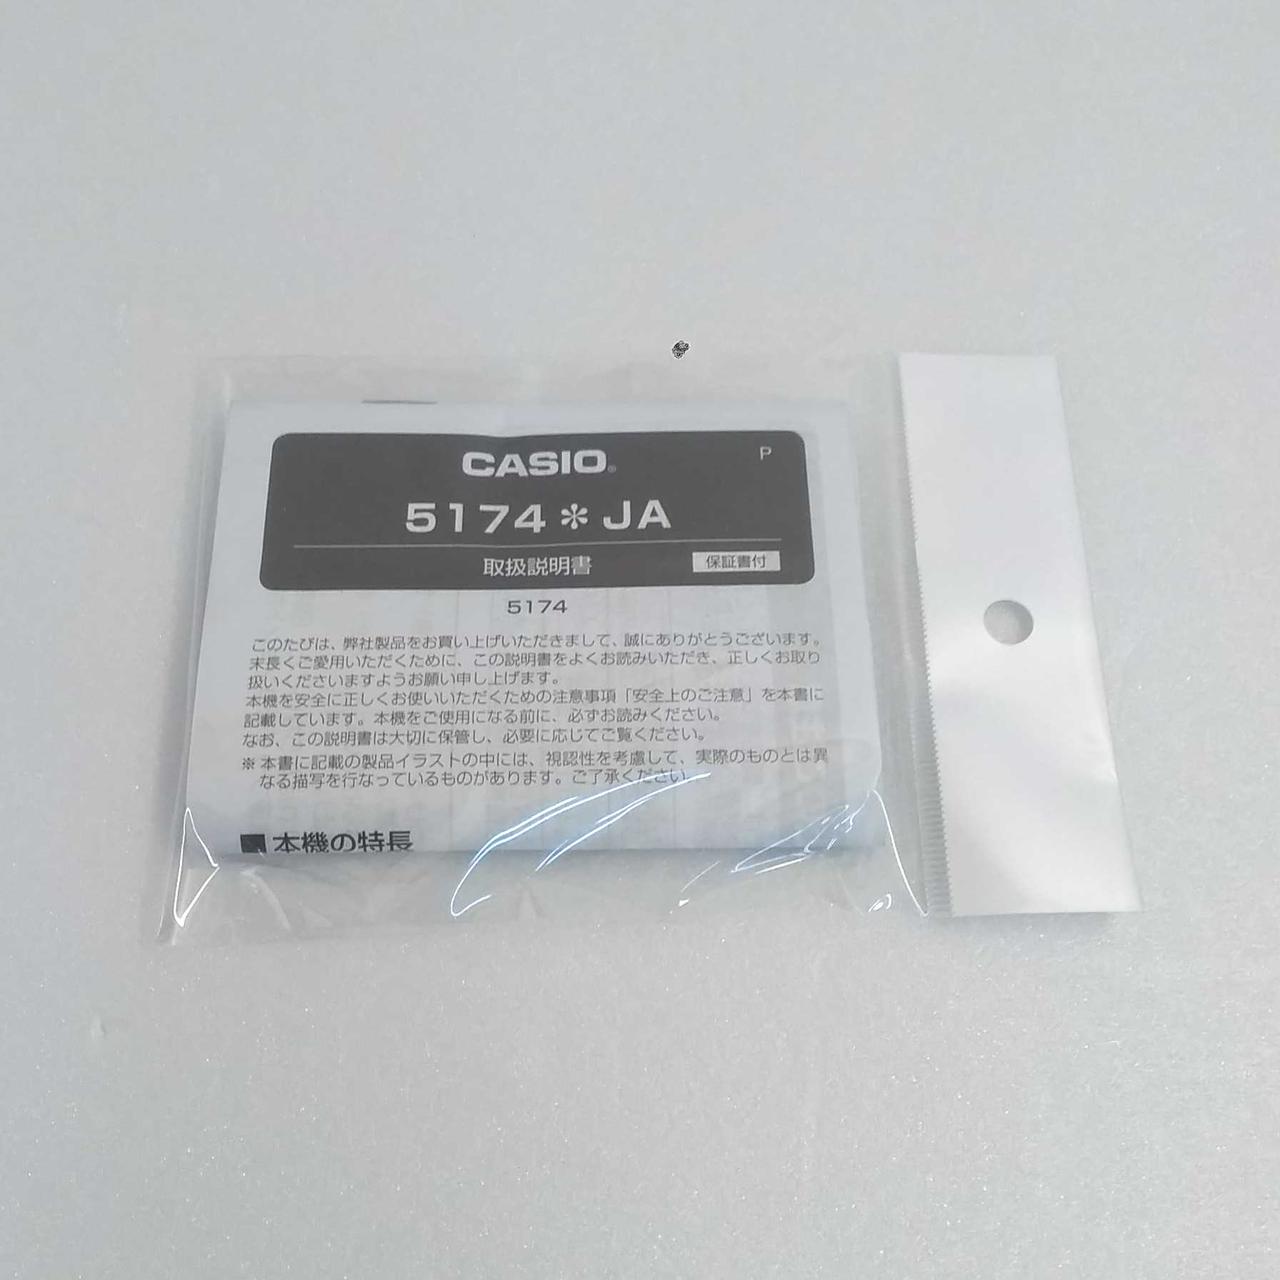 CASIO®
P
5174＊JA
取扱説明書
保証書付
5174
このたびは、弊社製品をお買い上げいただきまして、誠にありがとうございます。
末長くご愛用いただくために、この説明書をよくお読みいただき、正しくお取り
扱いくださいますようお願い申し上げます。
本機を安全に正しくお使いいただくための注意事項「安全上のご注意」を本書に
記載しています。本機をご使用になる前に、必ずお読みください。
なお、この説明書は大切に保管し、必要に応じてご覧ください。
※ 本書に記載の製品イラストの中には、視認性を考慮して、実際のものとは異
なる描写を行なっているものがあります。ご了承ください。
■ 本機の特長